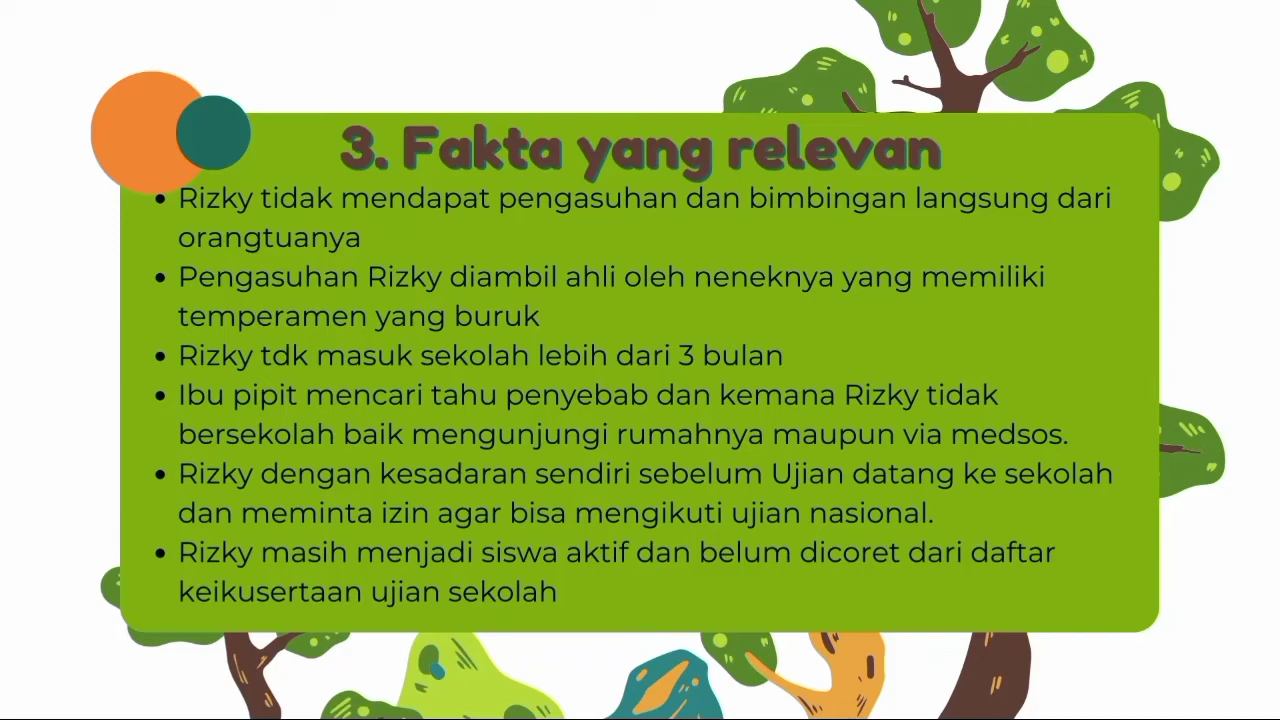 3. Fakta yang relevan
• Rizky tidak mendapat pengasuhan dan bimbingan langsung dari
orangtuanya
• Pengasuhan Rizky diambil ahli oleh neneknya yang memiliki
temperamen yang buruk
• Rizky tdk masuk sekolah lebih dari 3 bulan
• Ibu pipit mencari tahu penyebab dan kemana Rizky tidak
bersekolah baik mengunjungi rumahnya maupun via medsos.
• Rizky dengan kesadaran sendiri sebelum Ujian datang ke sekolah
dan meminta izin agar bisa mengikuti ujian nasional.
• Rizky masih menjadi siswa aktif dan belum dicoret dari daftar
keikusertaan ujian sekolah